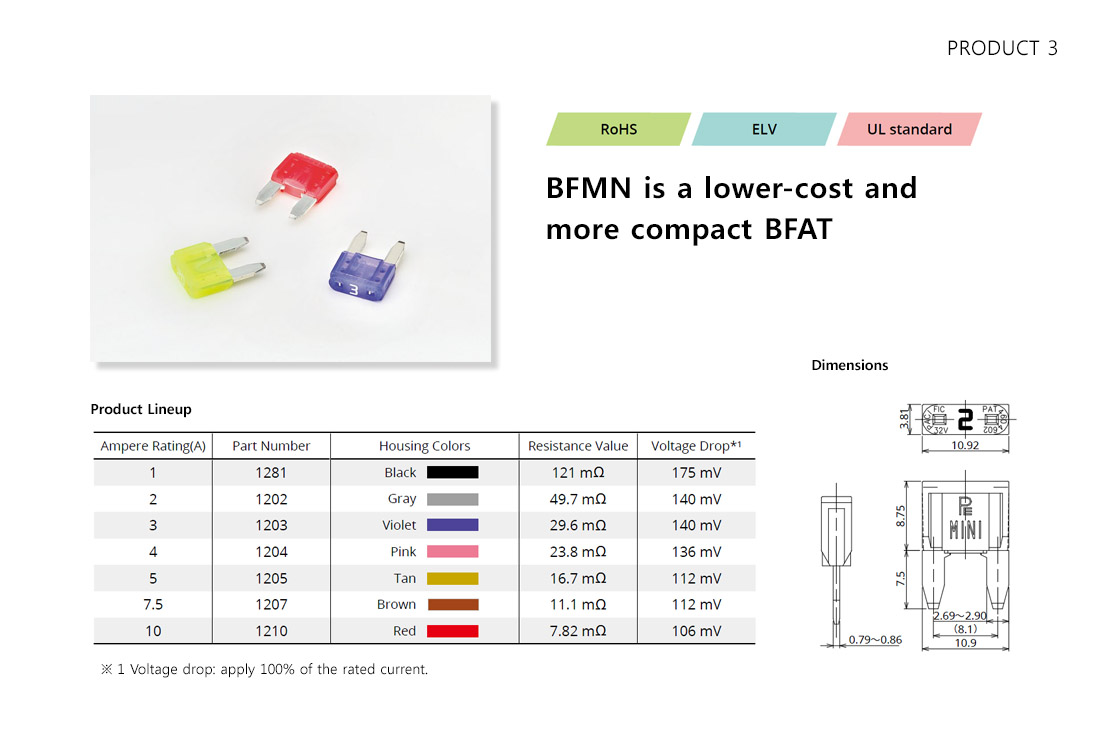 PRODUCT 3
RoHS ELV UL standard
BFMN is a lower-cost and
more compact BFAT
3
Product Lineup
Ampere Rating(A) Part Number Housing Colors Resistance Value Voltage Drop*1
1 1281 Black 121 mΩ 175 mV
2 1202 Gray 49.7 mΩ 140 mV
3 1203 Violet 29.6 mΩ 140 mV
4 1204 Pink 23.8 mΩ 136 mV
5 1205 Tan 16.7 mΩ 112 mV
7.5 1207 Brown 11.1 mΩ 112 mV
10 1210 Red 7.82 mΩ 106 mV
※ 1 Voltage drop: apply 100% of the rated current.
Dimensions
3.81
FIC
32V
2
PAT
10.92
8.75
MINI
7.5
2.69~2.90
(8.1)
10.9
0.79~0.86